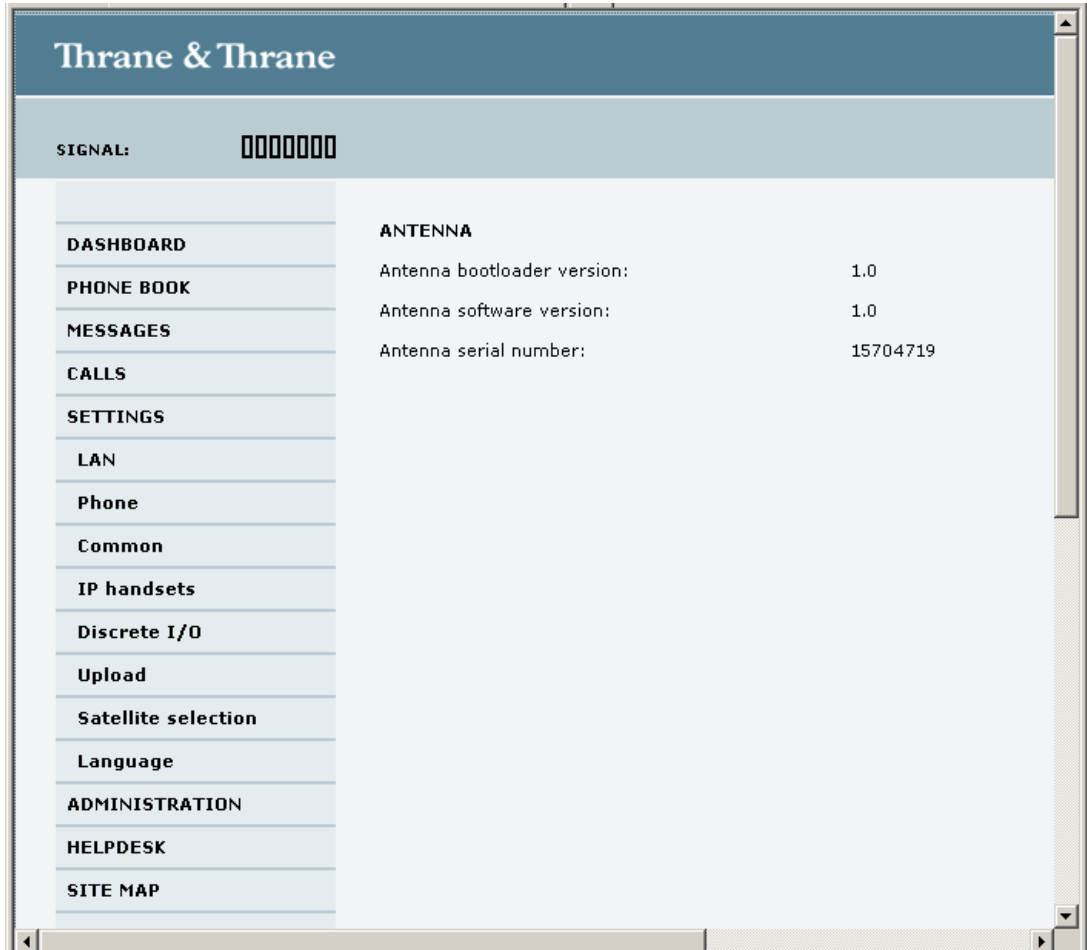 Thrane & Thrane
SIGNAL:
DASHBOARD
PHONE BOOK
MESSAGES
CALLS
SETTINGS
LAN
Phone
Common
IP handsets
Discrete I/O
Upload
Satellite selection
Language
ADMINISTRATION
HELPDESK
SITE MAP
ANTENNA
Antenna bootloader version: 1.0
Antenna software version: 1.0
Antenna serial number: 15704719